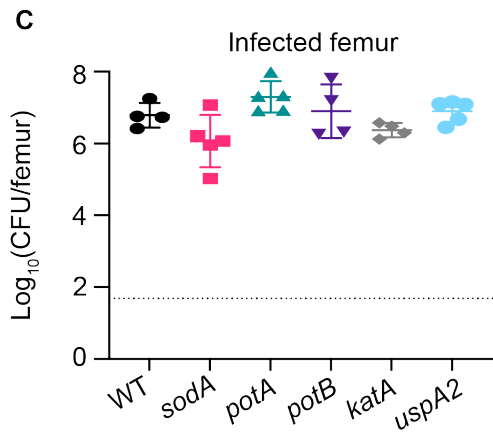 C
Infected femur
Log₁₀(CFU/femur)
8
6
4
2
0
WT
sodA
potA
potB
katA
uspA2